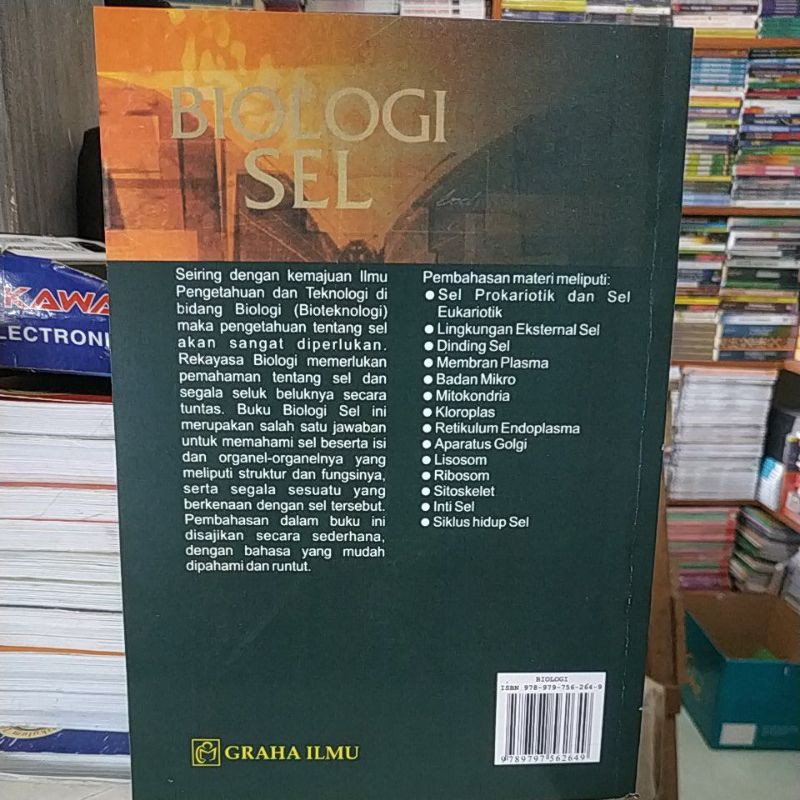 BIOLOGI
SEL
Seiring dengan kemajuan Ilmu
Pengetahuan dan Teknologi di
bidang Biologi (Bioteknologi)
maka pengetahuan tentang sel
akan sangat diperlukan.
Rekayasa Biologi memerlukan
pemahaman tentang sel dan
segala seluk beluknya secara
tuntas. Buku Biologi Sel ini
merupakan salah satu jawaban
untuk memahami sel beserta isi
dan organel-organelnya yang
meliputi struktur dan fungsinya,
serta segala sesuatu yang
berkenaan dengan sel tersebut.
Pembahasan dalam buku ini
disajikan secara sederhana,
dengan bahasa yang mudah
dipahami dan runtut.
Pembahasan materi meliputi:
● Sel Prokariotik dan Sel
Eukariotik
● Lingkungan Eksternal Sel
● Dinding Sel
● Membran Plasma
● Badan Mikro
● Mitokondria
● Kloroplas
● Retikulum Endoplasma
● Aparatus Golgi
● Lisosom
● Ribosom
● Sitoskelet
● Inti Sel
● Siklus hidup Sel
BIOLOGI
ISBN 978-979-756-264-9
9789797562649
GRAHA ILMU
KAWA
LECTRONI